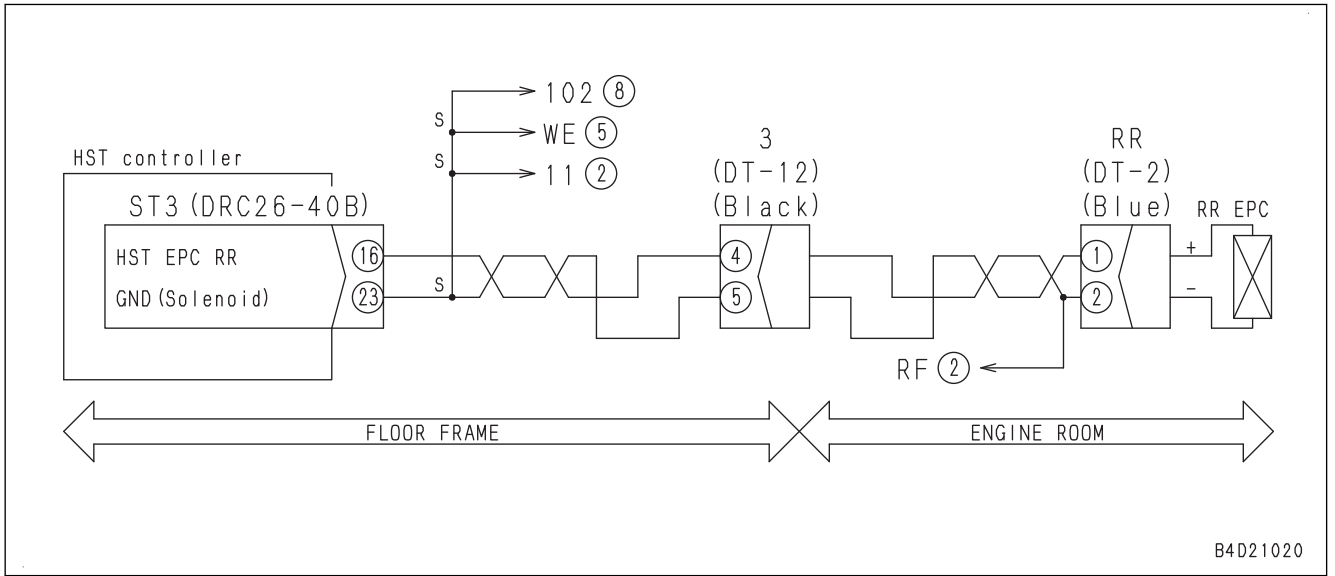 102 ⑧
S
WE ⑤
S
11 ②
HST controller
ST3 (DRC26-40B)
HST EPC RR
⑯
GND (Solenoid)
㉓
S
3
(DT-12)
(Black)
④
⑤
RR
(DT-2)
(Blue)
RR EPC
①
+
②
-
RF ②
FLOOR FRAME
ENGINE ROOM
B4D21020